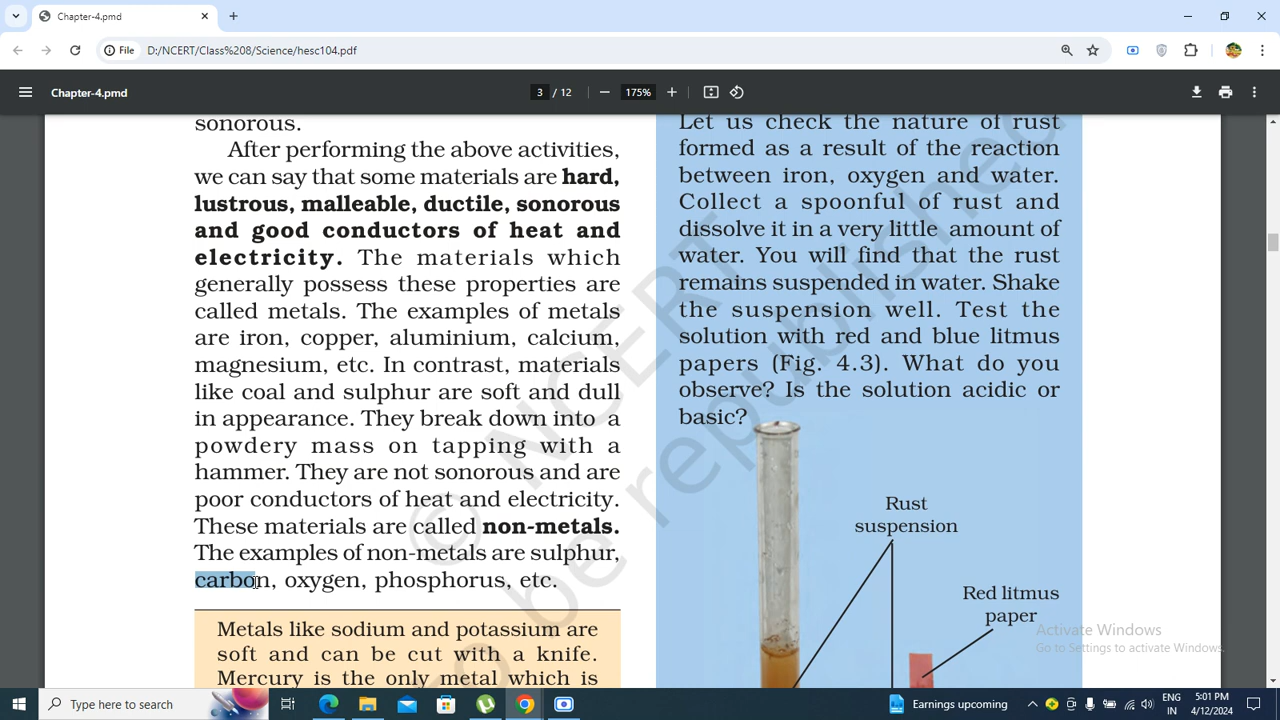 Chapter-4.pmd
File
D:/NCERT/Class%208/Science/hesc104.pdf
Chapter-4.pmd
3 / 12
175%
sonorous.
After performing the above activities,
we can say that some materials are hard,
lustrous, malleable, ductile, sonorous
and good conductors of heat and
electricity. The materials which
generally possess these properties are
called metals. The examples of metals
are iron, copper, aluminium, calcium,
magnesium, etc. In contrast, materials
like coal and sulphur are soft and dull
in appearance. They break down into a
powdery mass on tapping with a
hammer. They are not sonorous and are
poor conductors of heat and electricity.
These materials are called non-metals.
The examples of non-metals are sulphur,
carbon, oxygen, phosphorus, etc.
Metals like sodium and potassium are
soft and can be cut with a knife.
Mercury is the only metal which is
Let us check the nature of rust
formed as a result of the reaction
between iron, oxygen and water.
Collect a spoonful of rust and
dissolve it in a very little amount of
water. You will find that the rust
remains suspended in water. Shake
the suspension well. Test the
solution with red and blue litmus
papers (Fig. 4.3). What do you
observe? Is the solution acidic or
basic?
Rust
suspension
Red litmus
paper
© NCERT
be republished
Activate Windows
Go to Settings to activate Windows.
Type here to search
Earnings upcoming
ENG
IN
5:01 PM
4/12/2024